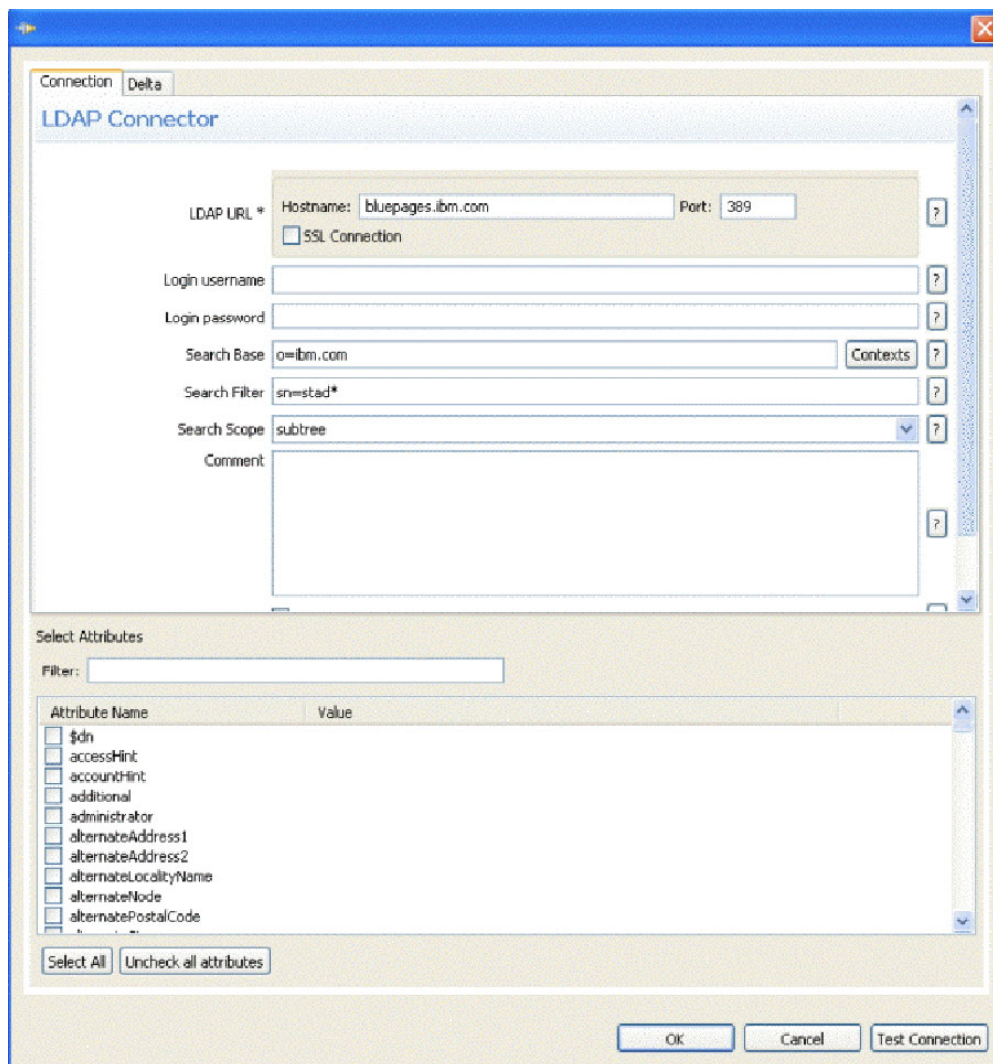 Connection Delta
LDAP Connector
LDAP URL * Hostname: bluepages.ibm.com Port: 389 ?
SSL Connection
Login username ?
Login password ?
Search Base o=ibm.com Contexts ?
Search Filter sn=stad* ?
Search Scope subtree ?
Comment
?
Select Attributes
Filter:
Attribute Name Value
$dn
accessHint
accountHint
additional
administrator
alternateAddress1
alternateAddress2
alternateLocalityName
alternateNode
alternatePostalCode
Select All Uncheck all attributes
OK Cancel Test Connection